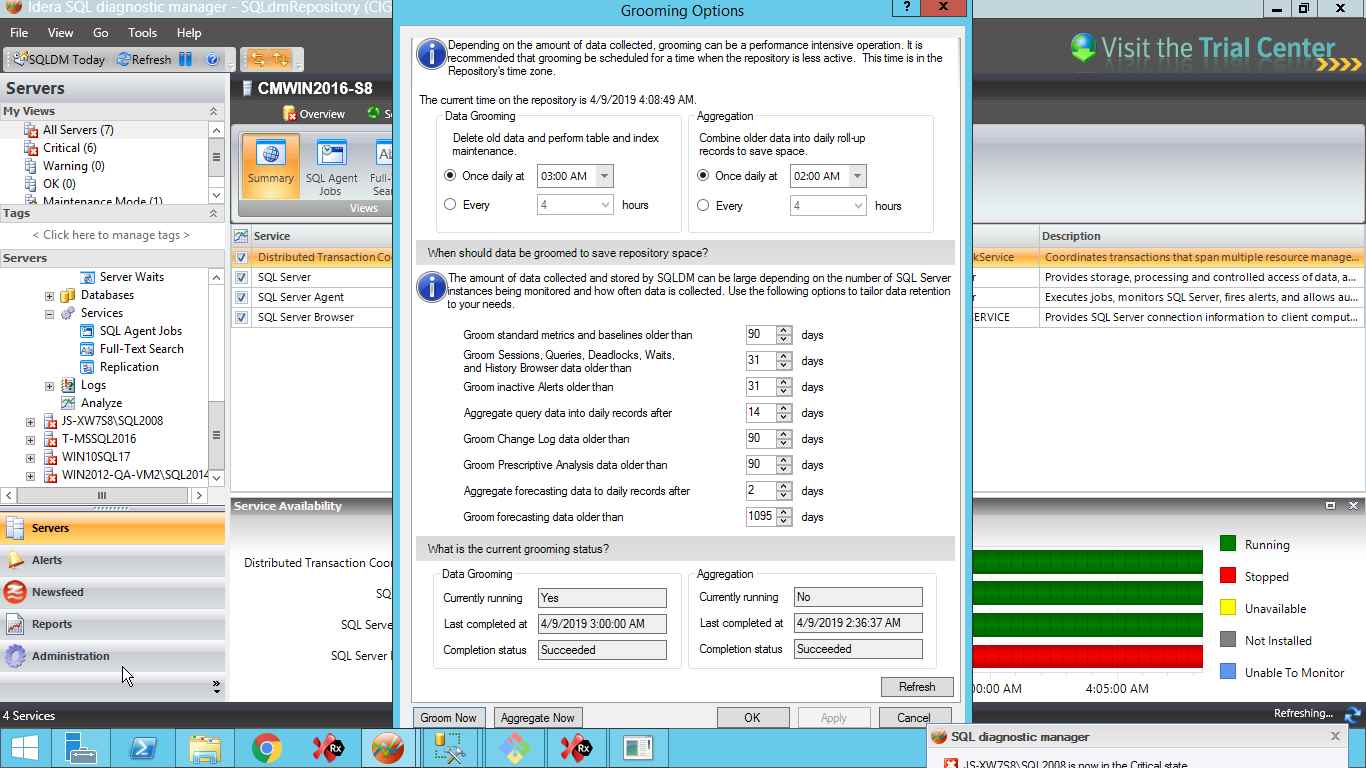 Idera SQL diagnostic manager - SQLdmRepository (CIG
Grooming Options
?
File View Go Tools Help
SQLDM Today Refresh
Visit the Trial Center
Servers
CMWIN2016-S8
My Views
Overview
All Servers (7)
Critical (6)
Warning (0)
OK (0)
Maintenance Mode (1)
Tags
< Click here to manage tags >
Servers
Server Waits
Databases
Services
SQL Agent Jobs
Full-Text Search
Replication
Logs
Analyze
JS-XW7S8\SQL2008
T-MSSQL2016
WIN10SQL17
WIN2012-QA-VM2\SQL2014
Servers
Alerts
Newsfeed
Reports
Administration
4 Services
Summary
SQL Agent
Jobs
Full-
Sear
Views
Service
Distributed Transaction Coo
SQL Server
SQL Server Agent
SQL Server Browser
Service Availability
Distributed Transaction Coor
SQ
SQL Serve
SQL Server
Depending on the amount of data collected, grooming can be a performance intensive operation. It is
recommended that grooming be scheduled for a time when the repository is less active. This time is in the
Repository's time zone.
The current time on the repository is 4/9/2019 4:08:49 AM.
Data Grooming
Delete old data and perform table and index
maintenance.
Once daily at 03:00 AM
Every 4 hours
Aggregation
Combine older data into daily roll-up
records to save space.
Once daily at 02:00 AM
Every 4 hours
When should data be groomed to save repository space?
The amount of data collected and stored by SQLDM can be large depending on the number of SQL Server
instances being monitored and how often data is collected. Use the following options to tailor data retention
to your needs.
Groom standard metrics and baselines older than 90 days
Groom Sessions, Queries, Deadlocks, Waits,
and History Browser data older than 31 days
Groom inactive Alerts older than 31 days
Aggregate query data into daily records after 14 days
Groom Change Log data older than 90 days
Groom Prescriptive Analysis data older than 90 days
Aggregate forecasting data to daily records after 2 days
Groom forecasting data older than 1095 days
What is the current grooming status?
Data Grooming
Currently running Yes
Last completed at 4/9/2019 3:00:00 AM
Completion status Succeeded
Aggregation
Currently running No
Last completed at 4/9/2019 2:36:37 AM
Completion status Succeeded
Refresh
Groom Now Aggregate Now OK Apply Cancel
Description
kService Coordinates transactions that span multiple resource manage...
r Provides storage, processing and controlled access of data, a...
r Executes jobs, monitors SQL Server, fires alerts, and allows au...
ERVICE Provides SQL Server connection information to client comput...
Running
Stopped
Unavailable
Not Installed
Unable To Monitor
00:00 AM 4:05:00 AM
Refreshing...
Rx
Rx
SQL diagnostic manager
JS-XW7S8\SQL2008 is now in the Critical state